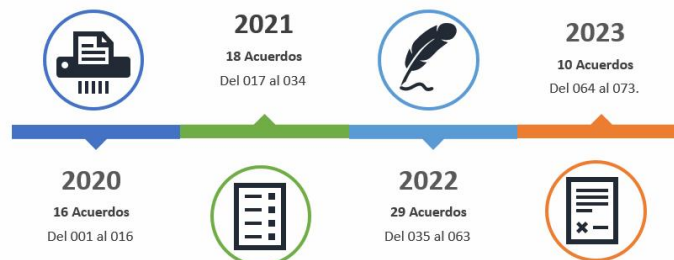 2020
16 Acuerdos
Del 001 al 016
2021
18 Acuerdos
Del 017 al 034
2022
29 Acuerdos
Del 035 al 063
2023
10 Acuerdos
Del 064 al 073.